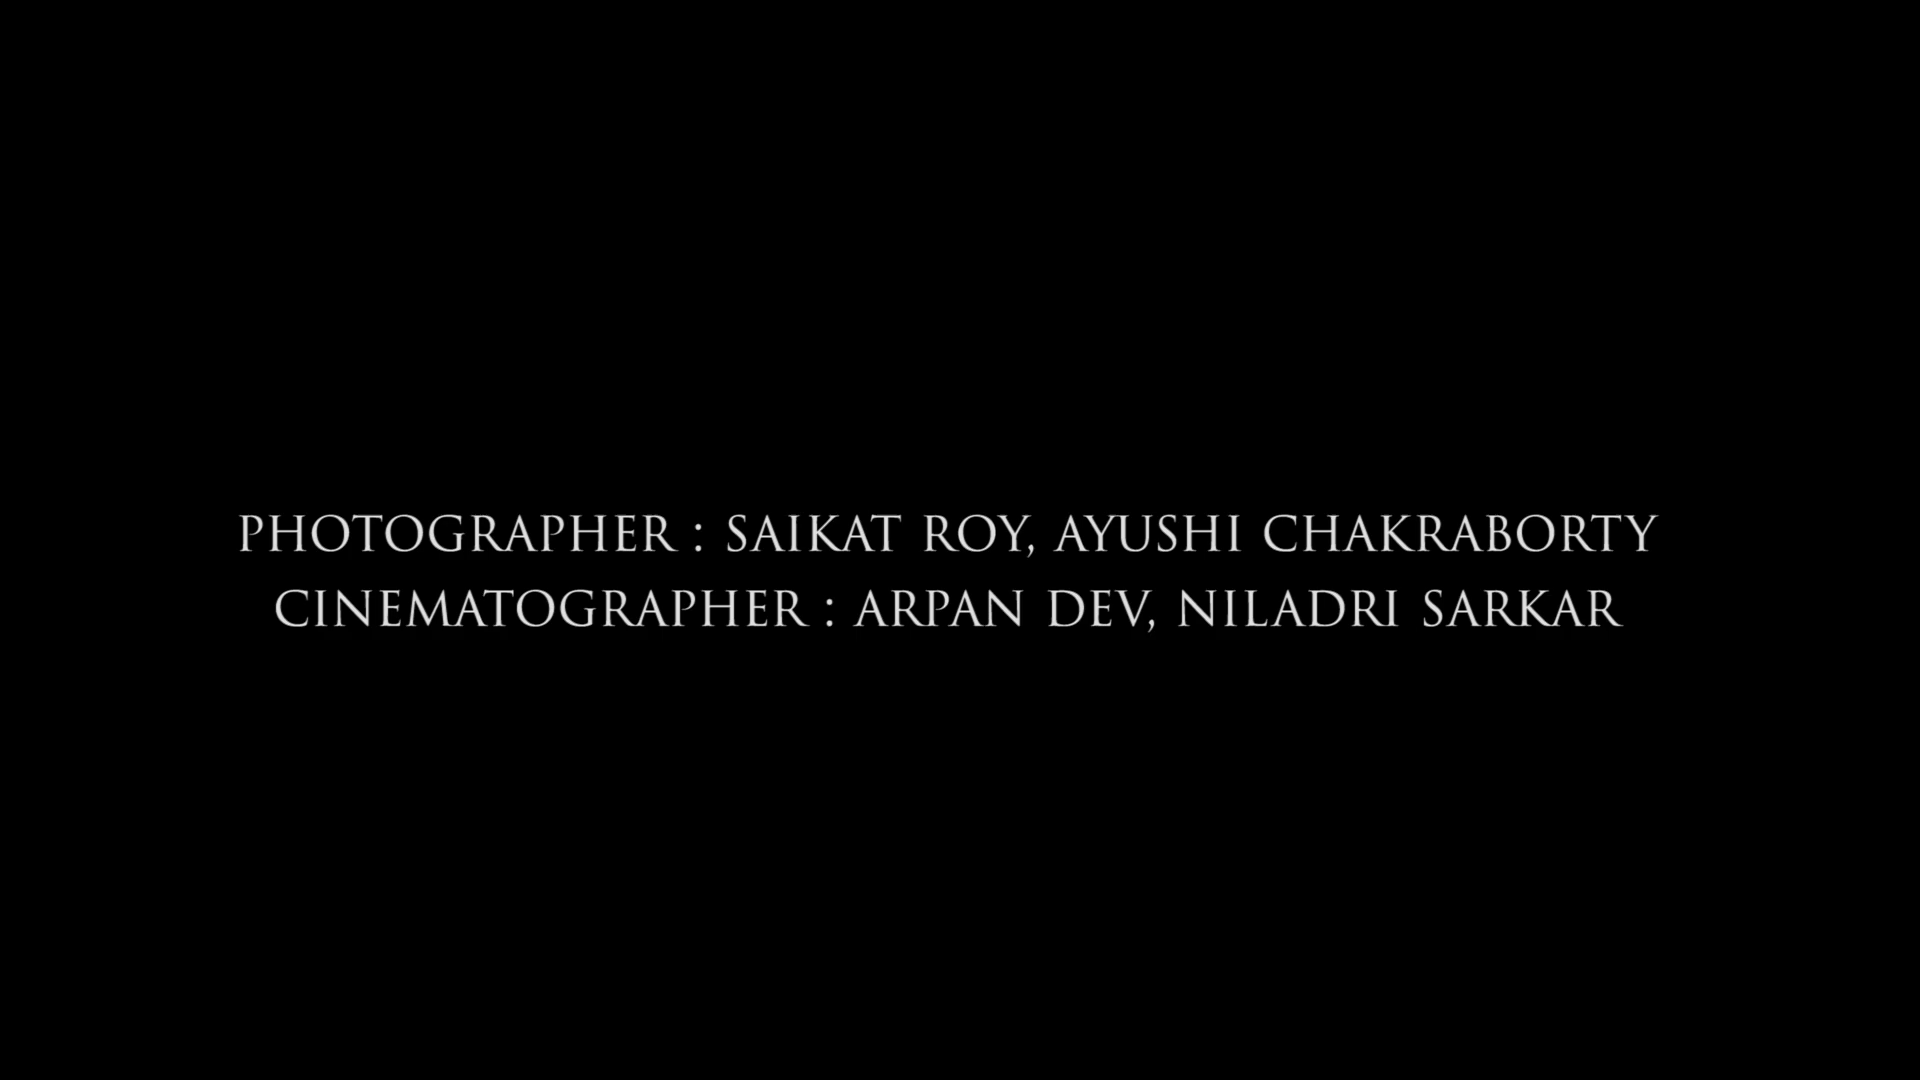 PHOTOGRAPHER : SAIKAT ROY, AYUSHI CHAKRABORTY
CINEMATOGRAPHER : ARPAN DEV, NILADRI SARKAR